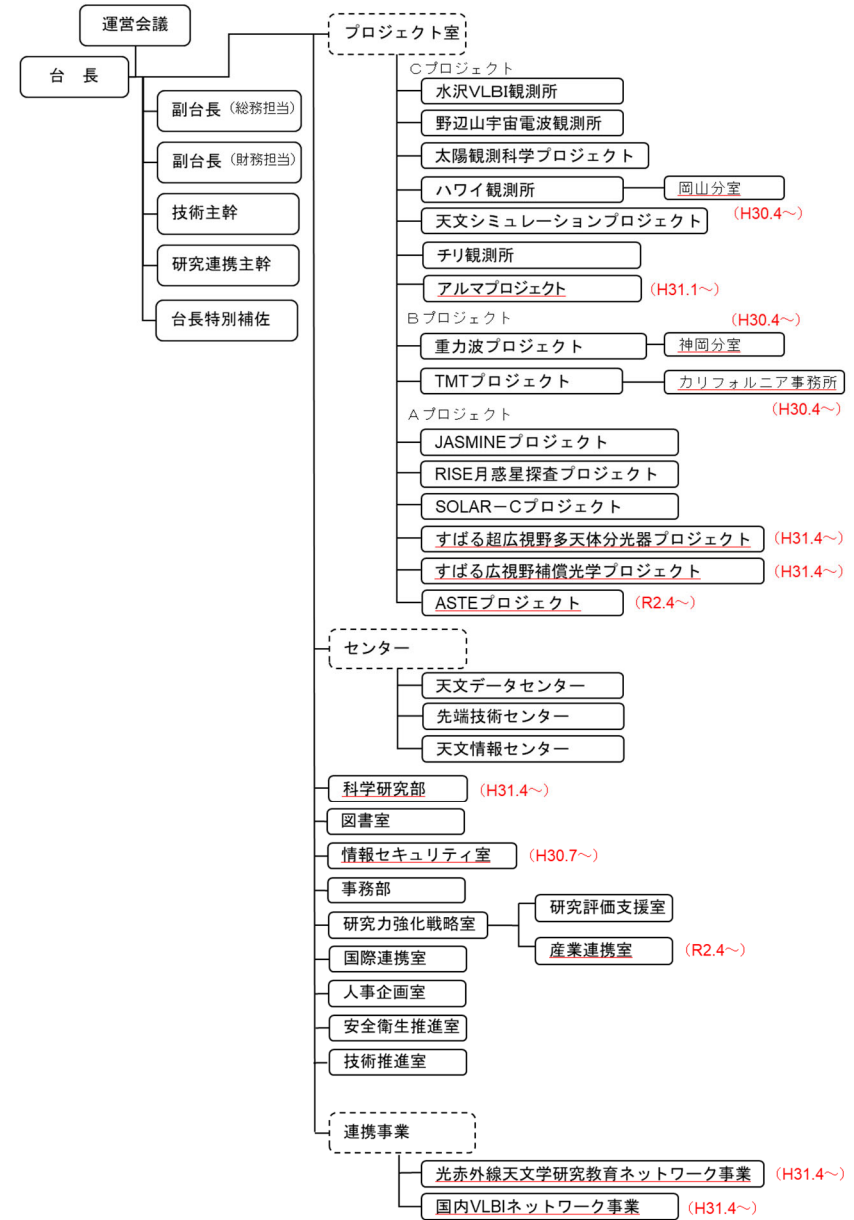 運営会議
台　長
副台長（総務担当）
副台長（財務担当）
技術主幹
研究連携主幹
台長特別補佐
プロジェクト室
Ｃプロジェクト
水沢VLBI観測所
野辺山宇宙電波観測所
太陽観測科学プロジェクト
ハワイ観測所
岡山分室
（H30.4～）
天文シミュレーションプロジェクト
チリ観測所
アルマプロジェクト
（H31.1～）
Ｂプロジェクト
（H30.4～）
重力波プロジェクト
神岡分室
TMTプロジェクト
カリフォルニア事務所
（H30.4～）
Ａプロジェクト
JASMINEプロジェクト
RISE月惑星探査プロジェクト
SOLAR－Cプロジェクト
すばる超広視野多天体分光器プロジェクト
（H31.4～）
すばる広視野補償光学プロジェクト
（H31.4～）
ASTEプロジェクト
（R2.4～）
センター
天文データセンター
先端技術センター
天文情報センター
科学研究部
（H31.4～）
図書室
情報セキュリティ室
（H30.7～）
事務部
研究力強化戦略室
研究評価支援室
産業連携室
（R2.4～）
国際連携室
人事企画室
安全衛生推進室
技術推進室
連携事業
光赤外線天文学研究教育ネットワーク事業
（H31.4～）
国内VLBIネットワーク事業
（H31.4～）